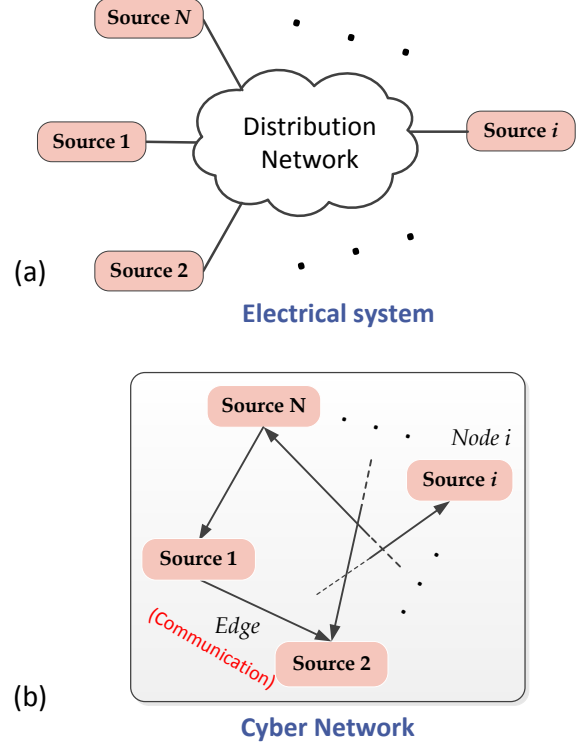 Source N
Source 1
Distribution
Network
Source i
Source 2
(a)
Electrical system
Source N
Node i
Source i
Source 1
Edge
(Communication)
Source 2
(b)
Cyber Network